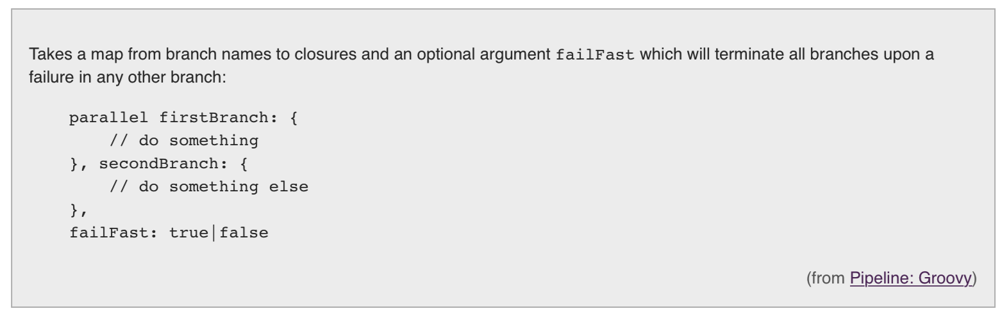 Takes a map from branch names to closures and an optional argument failFast which will terminate all branches upon a
failure in any other branch:
parallel firstBranch: {
    // do something
}, secondBranch: {
    // do something else
},
failFast: true|false
(from Pipeline: Groovy)